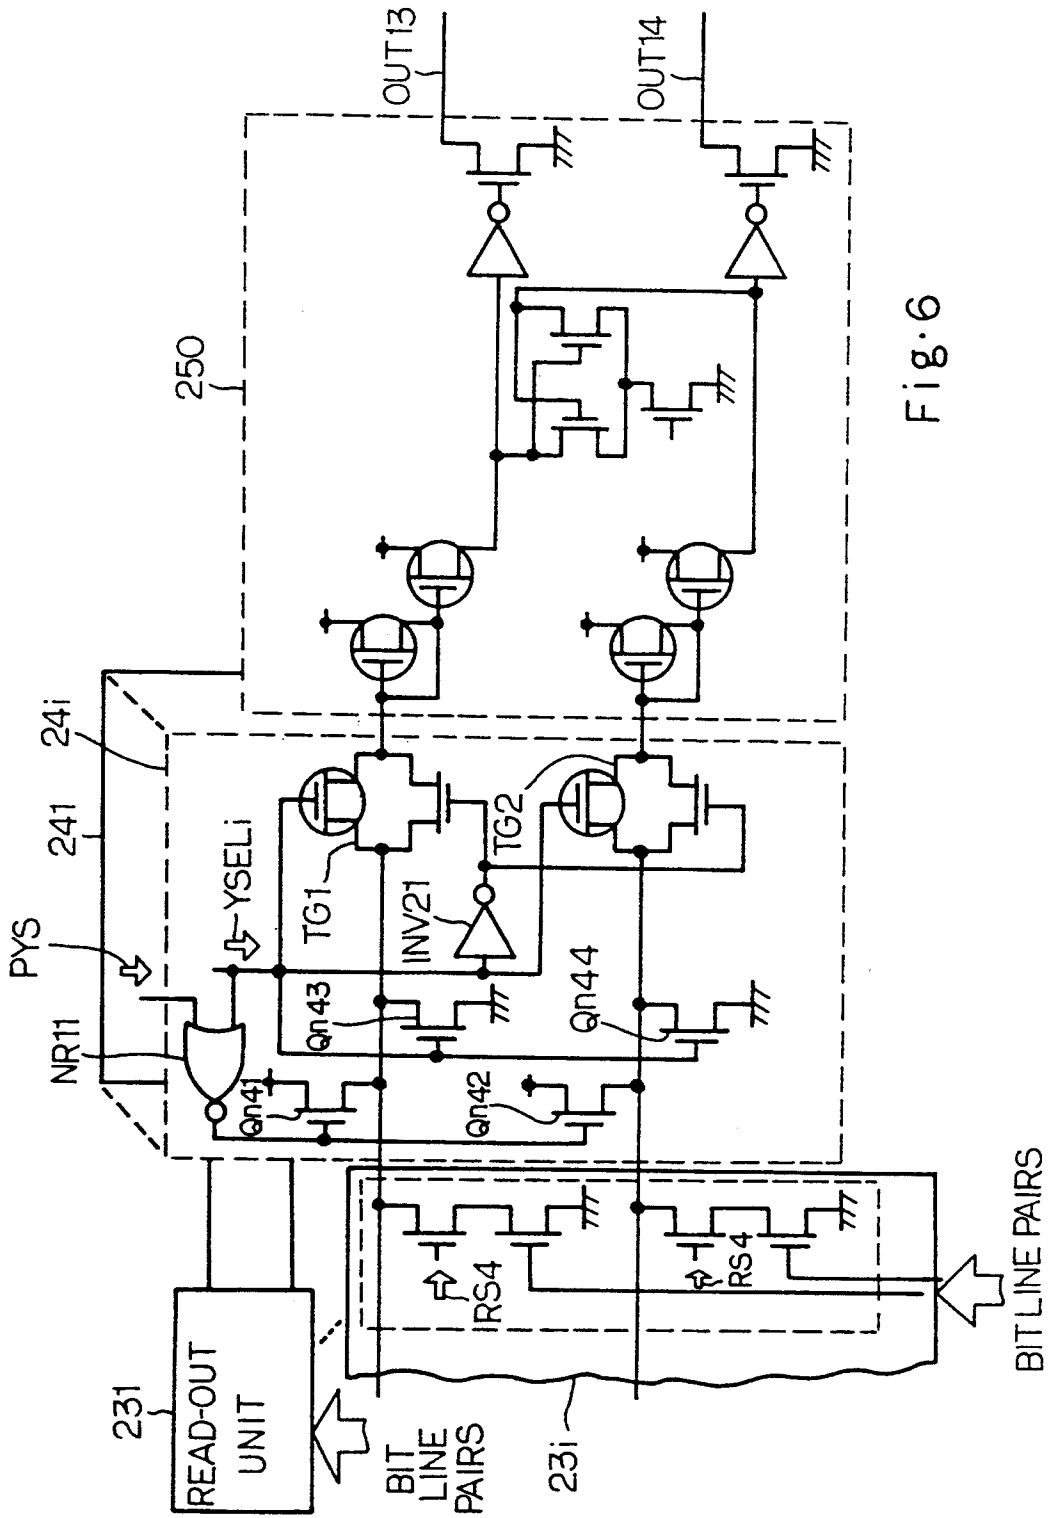 231
READ-OUT
UNIT
BIT
LINE
PAIRS
23i
RS4
RS4
BIT LINE PAIRS
PYS
NR11
241
24i
YSELi
Qn41
Qn42
Qn43
Qn44
INV21
TG1
TG2
250
OUT13
OUT14
Fig.6